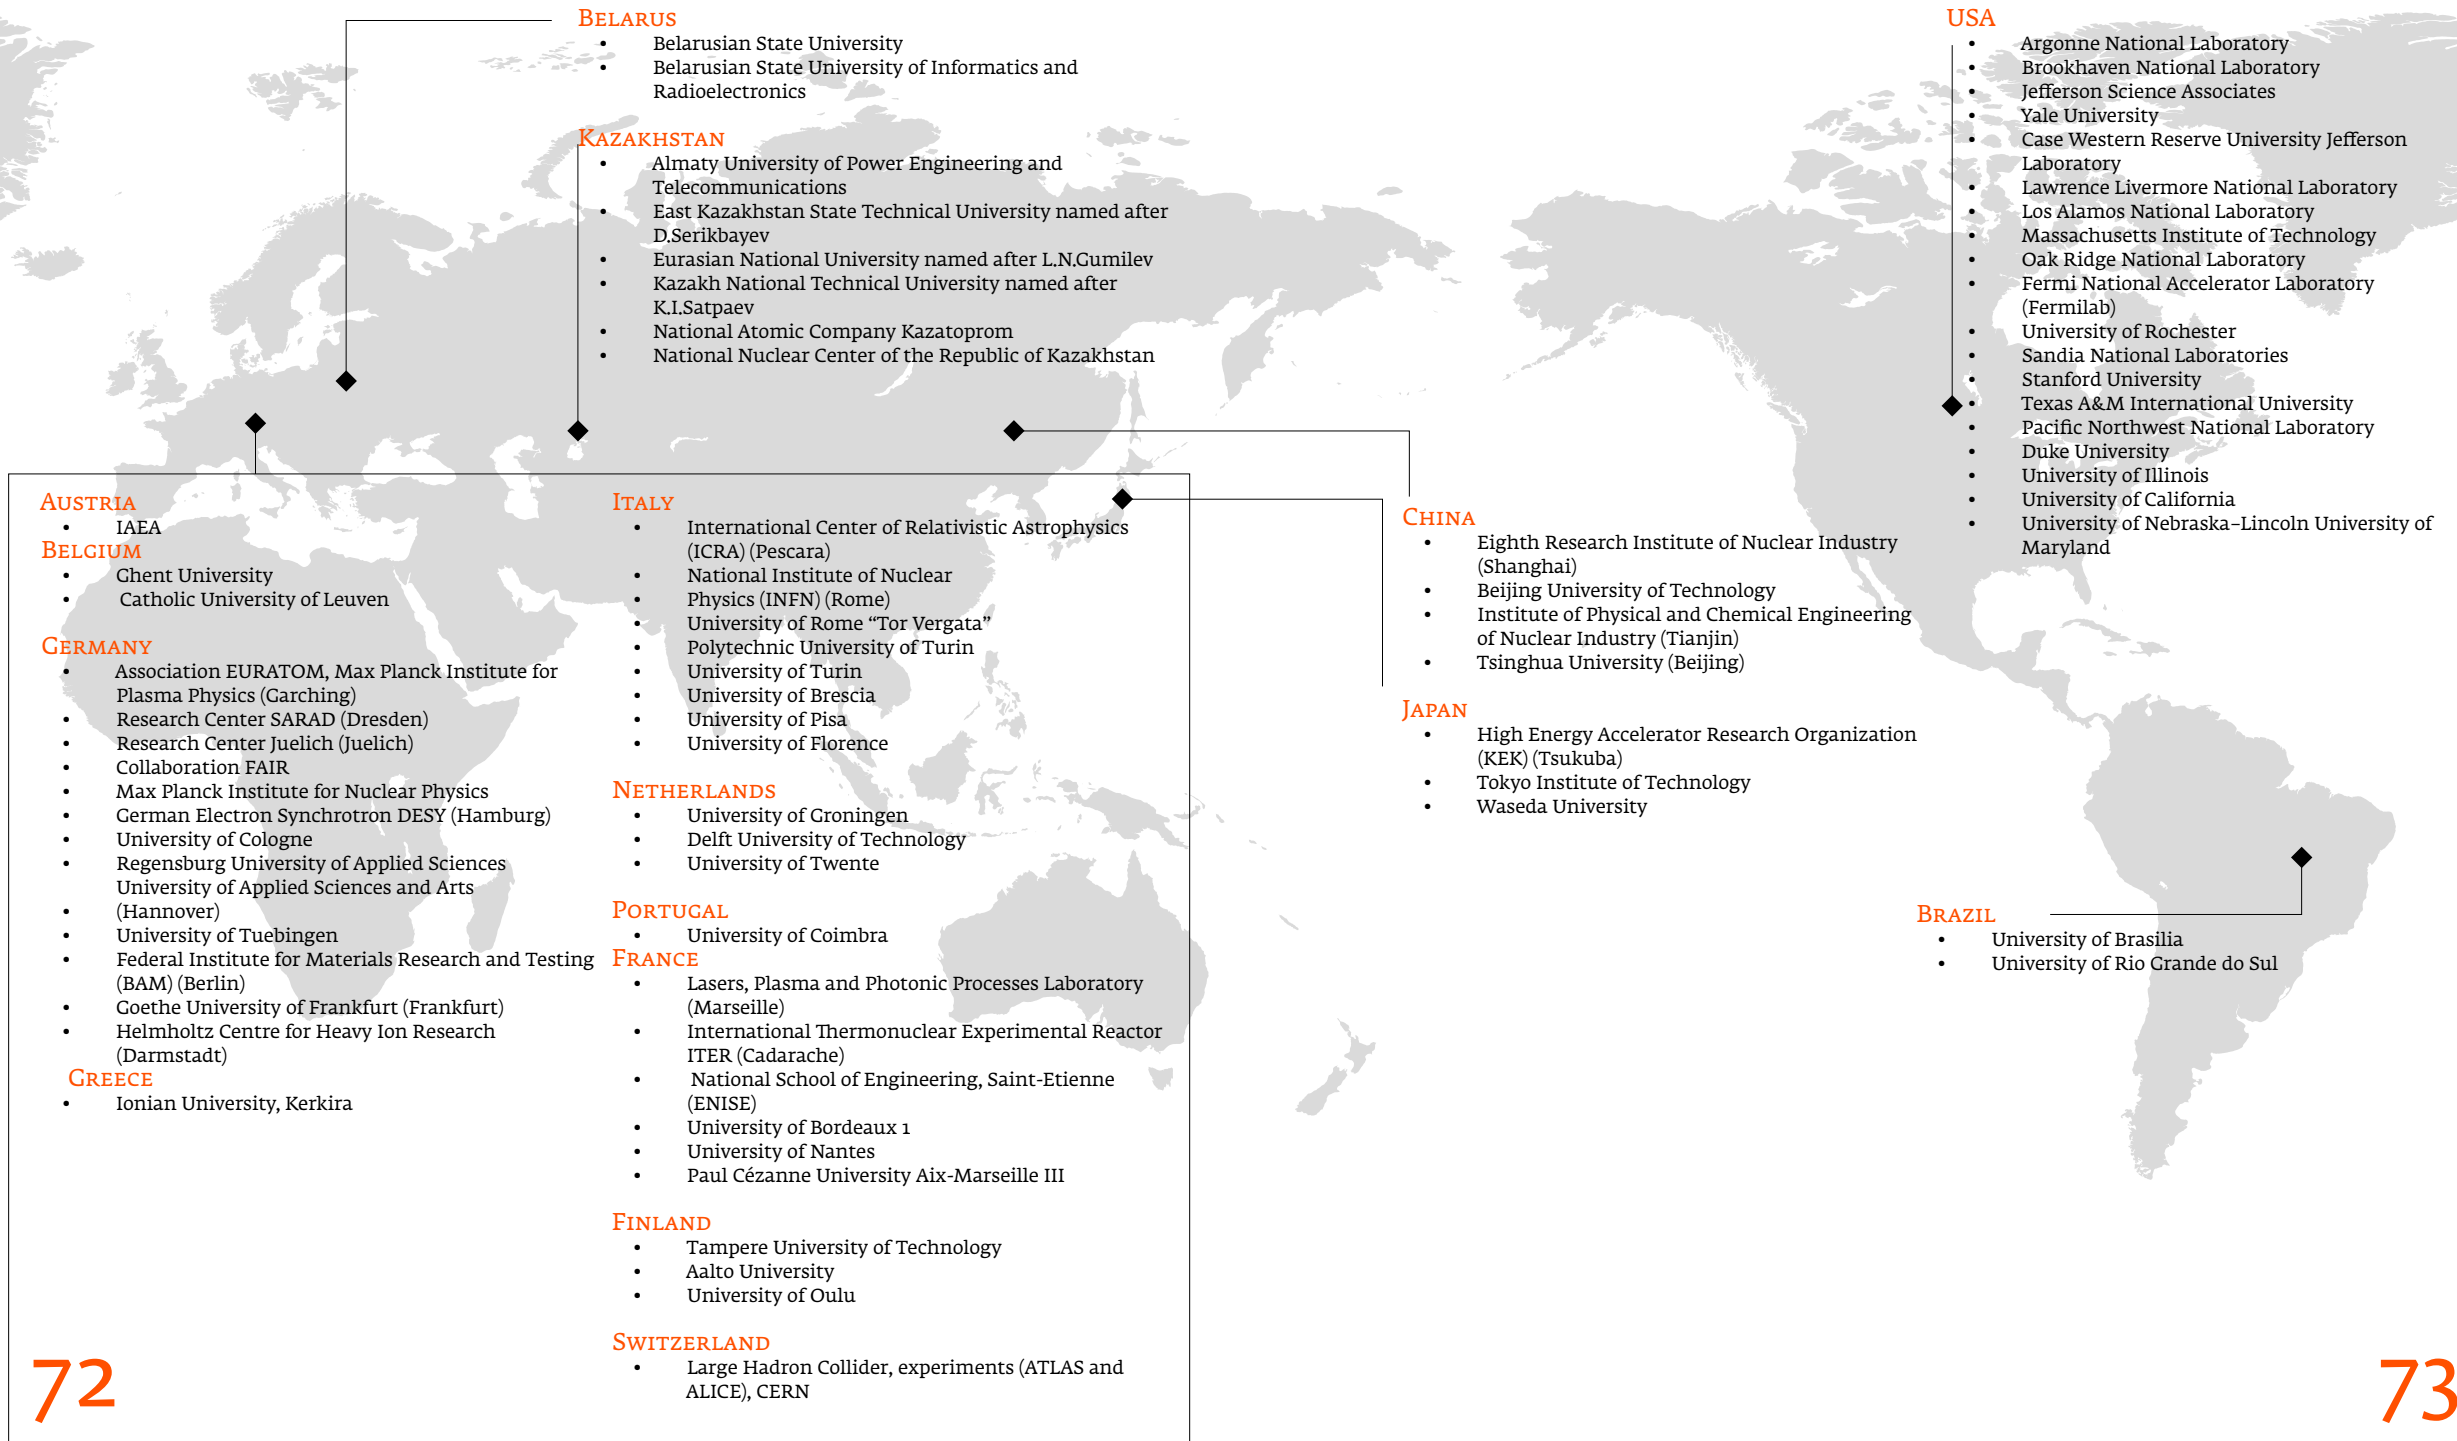 BELARUS
• Belarusian State University
• Belarusian State University of Informatics and
Radioelectronics
KAZAKHSTAN
• Almaty University of Power Engineering and
Telecommunications
• East Kazakhstan State Technical University named after
D.Serikbayev
• Eurasian National University named after L.N.Gumilev
• Kazakh National Technical University named after
K.I.Satpaev
• National Atomic Company Kazatoprom
• National Nuclear Center of the Republic of Kazakhstan
AUSTRIA
• IAEA
BELGIUM
• Ghent University
• Catholic University of Leuven
GERMANY
• Association EURATOM, Max Planck Institute for
Plasma Physics (Garching)
• Research Center SARAD (Dresden)
• Research Center Juelich (Juelich)
• Collaboration FAIR
• Max Planck Institute for Nuclear Physics
• German Electron Synchrotron DESY (Hamburg)
• University of Cologne
• Regensburg University of Applied Sciences
University of Applied Sciences and Arts
• (Hannover)
• University of Tuebingen
• Federal Institute for Materials Research and Testing
(BAM) (Berlin)
• Goethe University of Frankfurt (Frankfurt)
• Helmholtz Centre for Heavy Ion Research
(Darmstadt)
GREECE
• Ionian University, Kerkira
ITALY
• International Center of Relativistic Astrophysics
(ICRA) (Pescara)
• National Institute of Nuclear
• Physics (INFN) (Rome)
• University of Rome “Tor Vergata”
• Polytechnic University of Turin
• University of Turin
• University of Brescia
• University of Pisa
• University of Florence
NETHERLANDS
• University of Groningen
• Delft University of Technology
• University of Twente
PORTUGAL
• University of Coimbra
FRANCE
• Lasers, Plasma and Photonic Processes Laboratory
(Marseille)
• International Thermonuclear Experimental Reactor
ITER (Cadarache)
• National School of Engineering, Saint-Etienne
(ENISE)
• University of Bordeaux 1
• University of Nantes
• Paul Cézanne University Aix-Marseille III
FINLAND
• Tampere University of Technology
• Aalto University
• University of Oulu
SWITZERLAND
• Large Hadron Collider, experiments (ATLAS and
ALICE), CERN
72
USA
• Argonne National Laboratory
• Brookhaven National Laboratory
• Jefferson Science Associates
• Yale University
• Case Western Reserve University Jefferson
Laboratory
• Lawrence Livermore National Laboratory
• Los Alamos National Laboratory
• Massachusetts Institute of Technology
• Oak Ridge National Laboratory
• Fermi National Accelerator Laboratory
(Fermilab)
• University of Rochester
• Sandia National Laboratories
• Stanford University
• Texas A&M International University
• Pacific Northwest National Laboratory
• Duke University
• University of Illinois
• University of California
• University of Nebraska–Lincoln University of
Maryland
CHINA
• Eighth Research Institute of Nuclear Industry
(Shanghai)
• Beijing University of Technology
• Institute of Physical and Chemical Engineering
of Nuclear Industry (Tianjin)
• Tsinghua University (Beijing)
JAPAN
• High Energy Accelerator Research Organization
(KEK) (Tsukuba)
• Tokyo Institute of Technology
• Waseda University
BRAZIL
• University of Brasilia
• University of Rio Grande do Sul
73